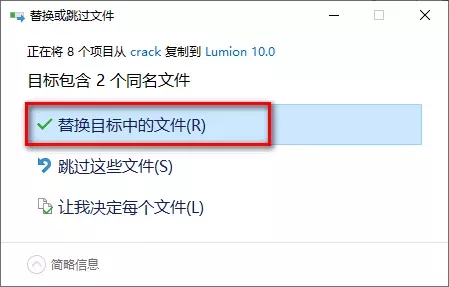 替换或跳过文件
正在将 8 个项目从 crack 复制到 Lumion 10.0
目标包含 2 个同名文件
替换目标中的文件(R)
跳过这些文件(S)
让我决定每个文件(L)
简略信息